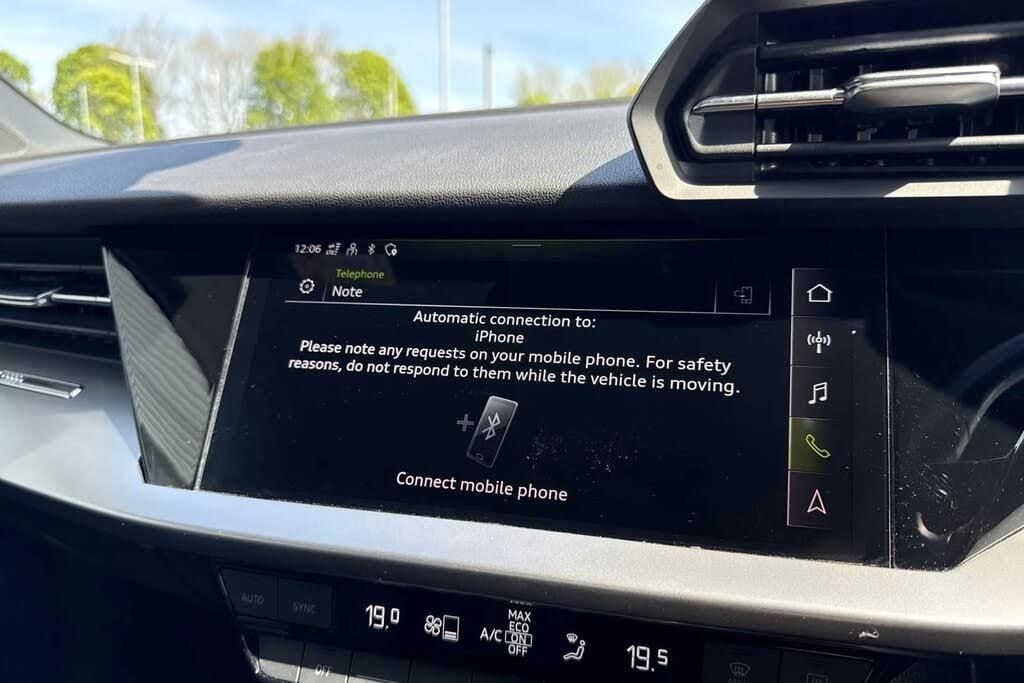 12:06
Telephone
Note
Automatic connection to:
iPhone
Please note any requests on your mobile phone. For safety
reasons, do not respond to them while the vehicle is moving.
Connect mobile phone
AUTO
SYNC
19.0
A/C
MAX
ECO
ON
OFF
19.5
OFF